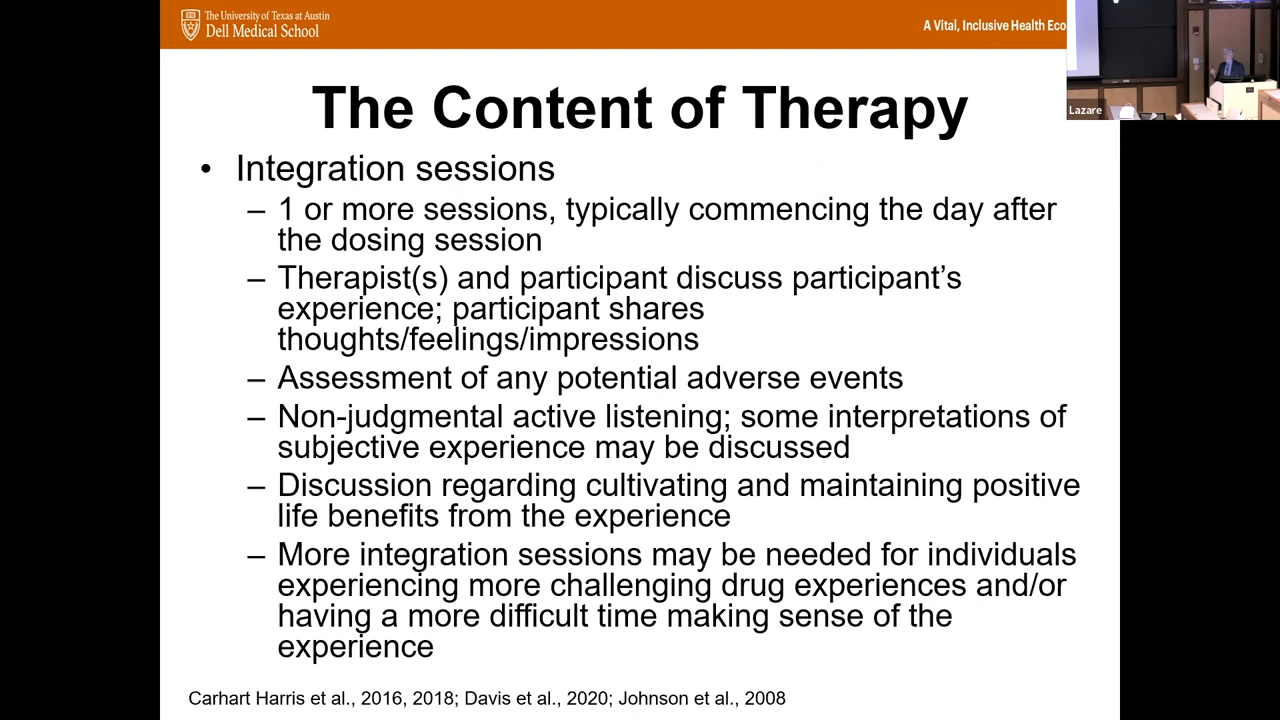 The University of Texas at Austin
Dell Medical School
A Vital, Inclusive Health Eco
Lazare
The Content of Therapy
• Integration sessions
– 1 or more sessions, typically commencing the day after
the dosing session
– Therapist(s) and participant discuss participant’s
experience; participant shares
thoughts/feelings/impressions
– Assessment of any potential adverse events
– Non-judgmental active listening; some interpretations of
subjective experience may be discussed
– Discussion regarding cultivating and maintaining positive
life benefits from the experience
– More integration sessions may be needed for individuals
experiencing more challenging drug experiences and/or
having a more difficult time making sense of the
experience
Carhart Harris et al., 2016, 2018; Davis et al., 2020; Johnson et al., 2008